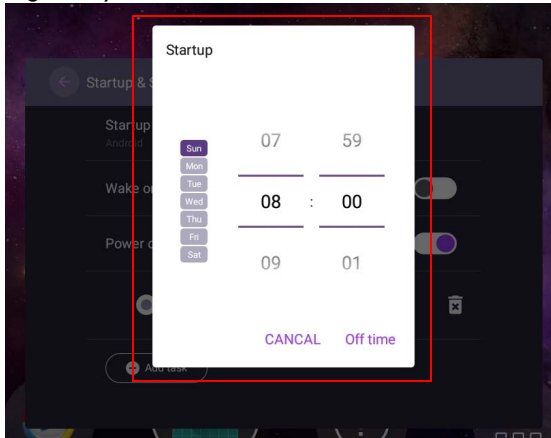 Startup
Startup & S
Startup
Android
07 59
Sun
Mon
Wake o
Tue
Wed
08 : 00
Thu
Fri
Power o
Sat
09 01
CANCAL Off time
Add task